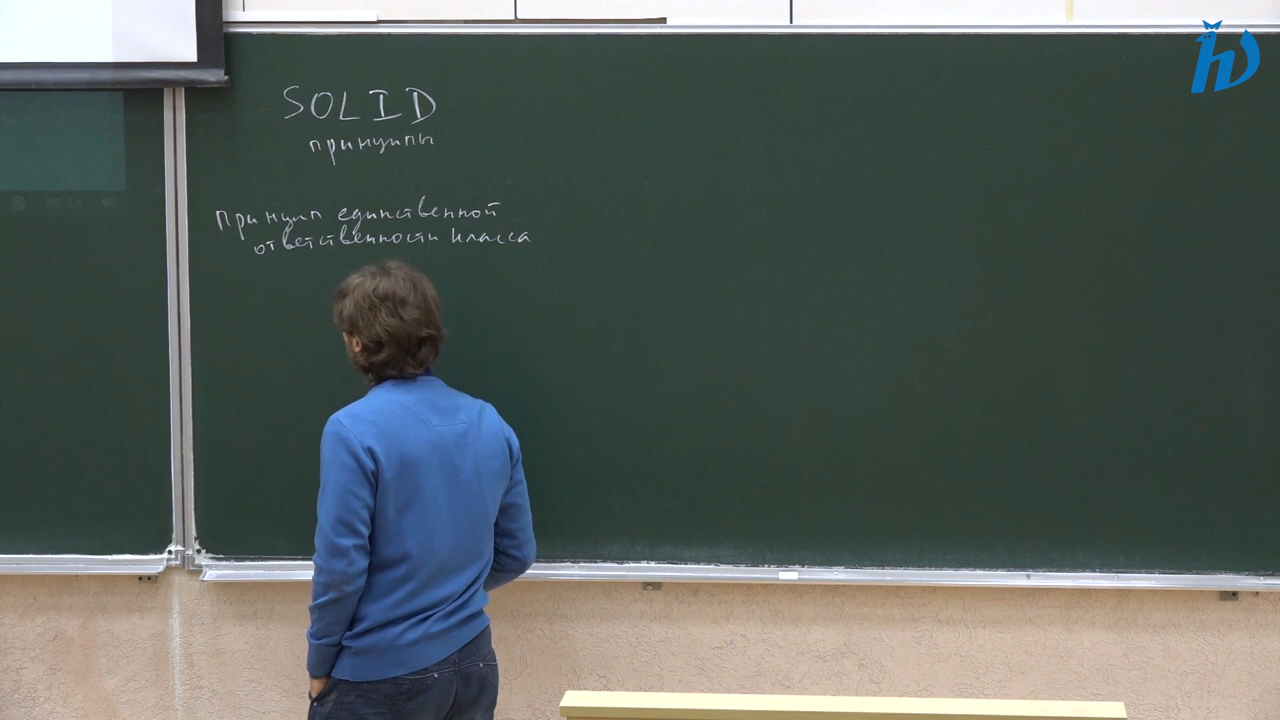 SOLID
принципы
Принцип единственной
ответственности класса